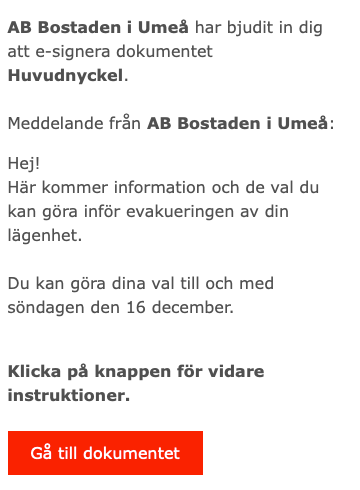 AB Bostaden i Umeå har bjudit in dig
att e-signera dokumentet
Huvudnyckel.
Meddelande från AB Bostaden i Umeå:
Hej!
Här kommer information och de val du
kan göra inför evakueringen av din
lägenhet.
Du kan göra dina val till och med
söndagen den 16 december.
Klicka på knappen för vidare
instruktioner.
Gå till dokumentet